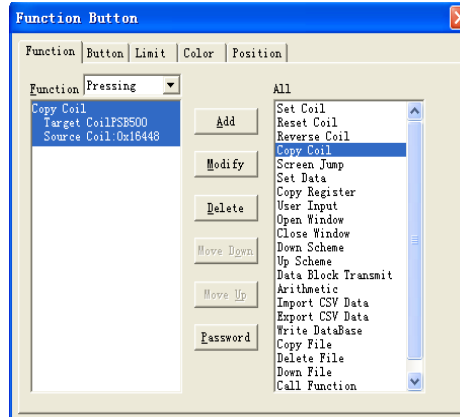 Function Button
Function Button Limit Color Position
Function Pressing
All
Copy Coil
Target CoilPSB500
Source Coil:0x16448
Add
Modify
Delete
Move Down
Move Up
Password
Set Coil
Reset Coil
Reverse Coil
Copy Coil
Screen Jump
Set Data
Copy Register
User Input
Open Window
Close Window
Down Scheme
Up Scheme
Data Block Transmit
Arithmetic
Import CSV Data
Export CSV Data
Write DataBase
Copy File
Delete File
Down File
Call Function